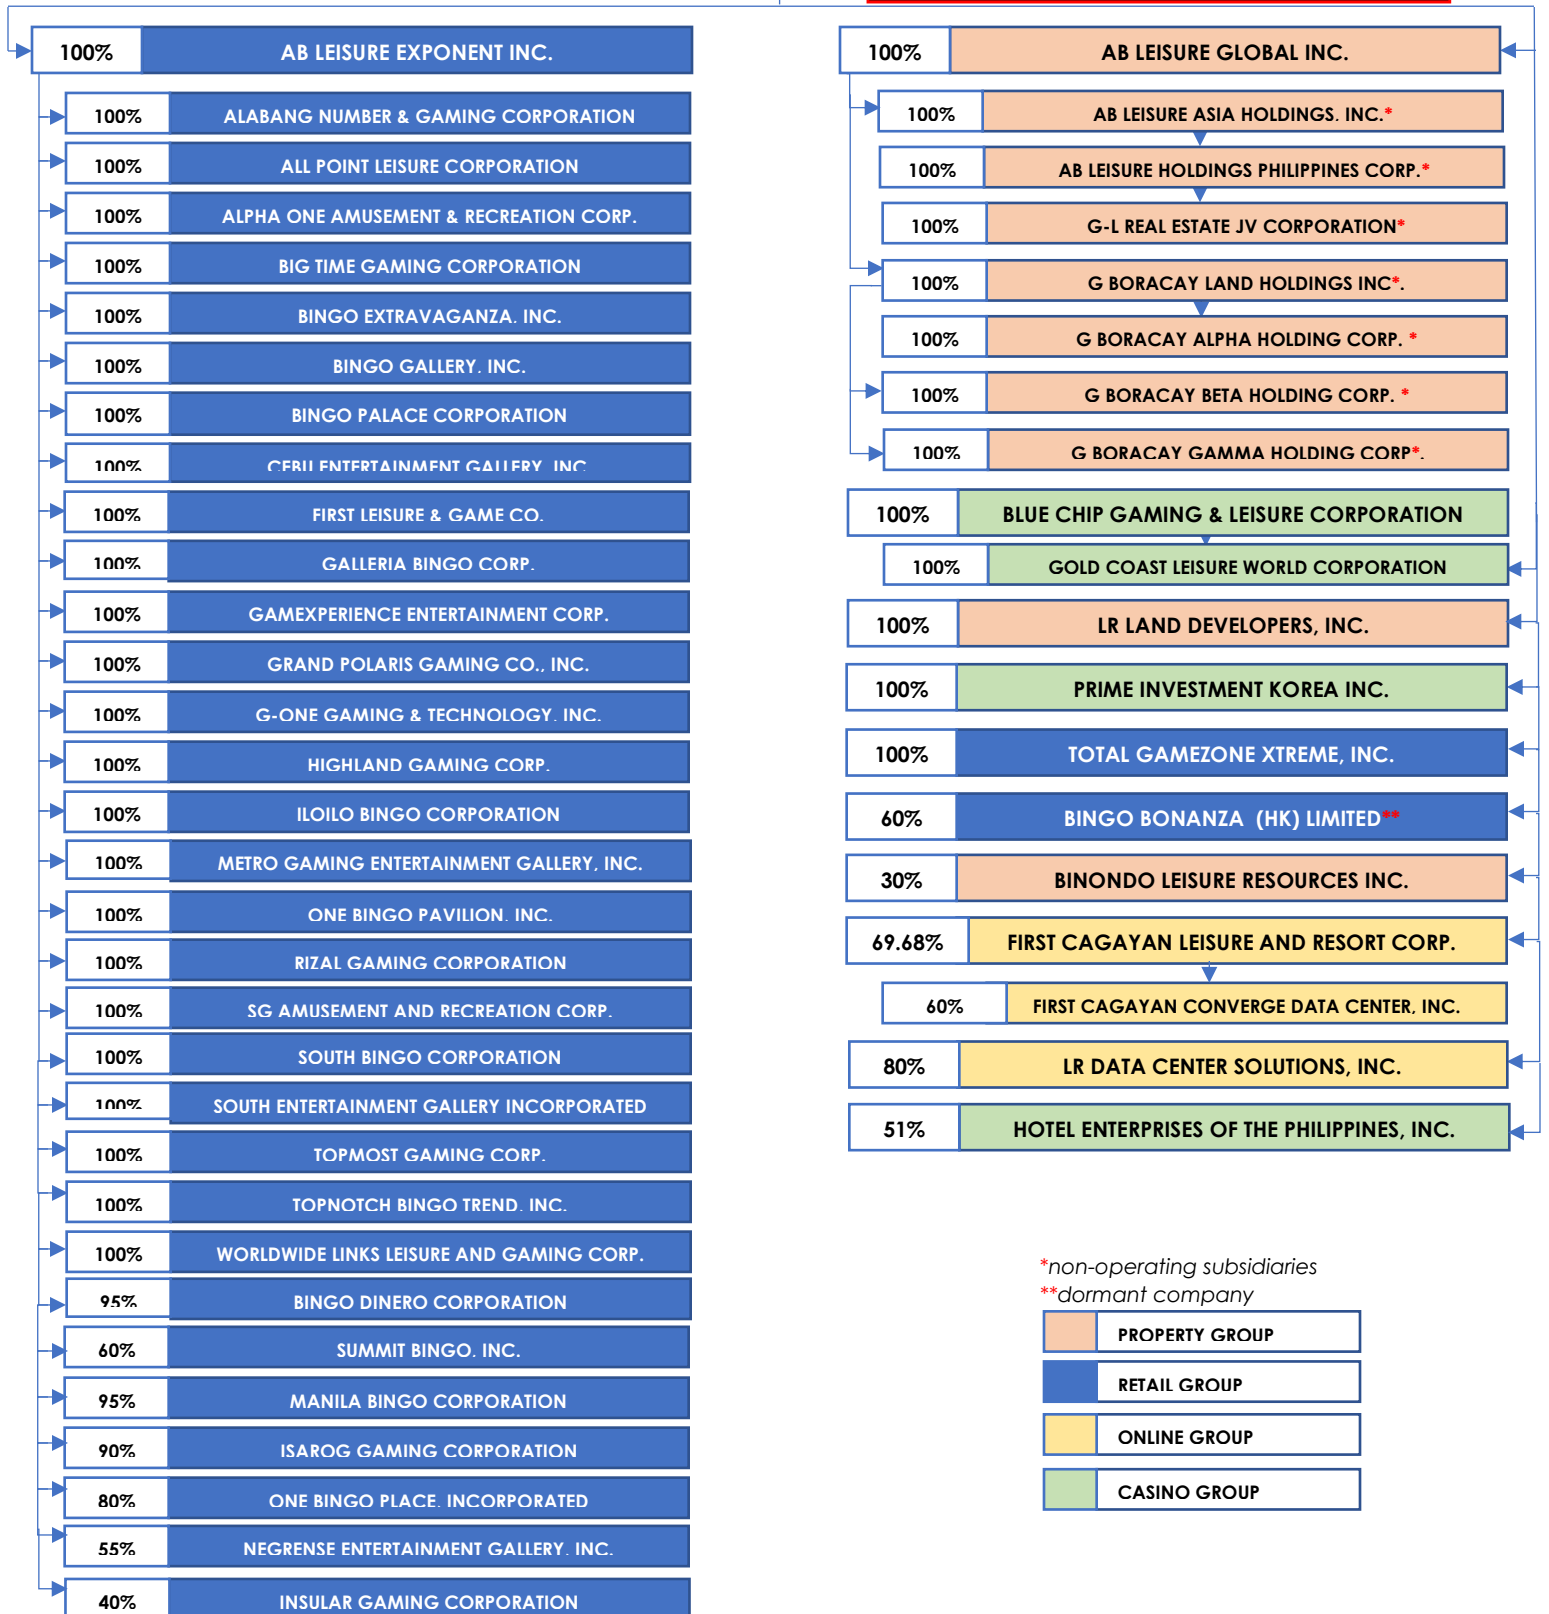 100% AB LEISURE EXPONENT INC.
100% ALABANG NUMBER & GAMING CORPORATION
100% ALL POINT LEISURE CORPORATION
100% ALPHA ONE AMUSEMENT & RECREATION CORP.
100% BIG TIME GAMING CORPORATION
100% BINGO EXTRAVAGANZA. INC.
100% BINGO GALLERY. INC.
100% BINGO PALACE CORPORATION
100% CEBU ENTERTAINMENT GALLERY, INC
100% FIRST LEISURE & GAME CO.
100% GALLERIA BINGO CORP.
100% GAMEXPERIENCE ENTERTAINMENT CORP.
100% GRAND POLARIS GAMING CO., INC.
100% G-ONE GAMING & TECHNOLOGY. INC.
100% HIGHLAND GAMING CORP.
100% ILOILO BINGO CORPORATION
100% METRO GAMING ENTERTAINMENT GALLERY, INC.
100% ONE BINGO PAVILION. INC.
100% RIZAL GAMING CORPORATION
100% SG AMUSEMENT AND RECREATION CORP.
100% SOUTH BINGO CORPORATION
100% SOUTH ENTERTAINMENT GALLERY INCORPORATED
100% TOPMOST GAMING CORP.
100% TOPNOTCH BINGO TREND. INC.
100% WORLDWIDE LINKS LEISURE AND GAMING CORP.
95% BINGO DINERO CORPORATION
60% SUMMIT BINGO. INC.
95% MANILA BINGO CORPORATION
90% ISAROG GAMING CORPORATION
80% ONE BINGO PLACE. INCORPORATED
55% NEGRENSE ENTERTAINMENT GALLERY. INC.
40% INSULAR GAMING CORPORATION
100% AB LEISURE GLOBAL INC.
100% AB LEISURE ASIA HOLDINGS. INC.*
100% AB LEISURE HOLDINGS PHILIPPINES CORP.*
100% G-L REAL ESTATE JV CORPORATION*
100% G BORACAY LAND HOLDINGS INC*.
100% G BORACAY ALPHA HOLDING CORP. *
100% G BORACAY BETA HOLDING CORP. *
100% G BORACAY GAMMA HOLDING CORP*.
100% BLUE CHIP GAMING & LEISURE CORPORATION
100% GOLD COAST LEISURE WORLD CORPORATION
100% LR LAND DEVELOPERS, INC.
100% PRIME INVESTMENT KOREA INC.
100% TOTAL GAMEZONE XTREME, INC.
60% BINGO BONANZA (HK) LIMITED**
30% BINONDO LEISURE RESOURCES INC.
69.68% FIRST CAGAYAN LEISURE AND RESORT CORP.
60% FIRST CAGAYAN CONVERGE DATA CENTER, INC.
80% LR DATA CENTER SOLUTIONS, INC.
51% HOTEL ENTERPRISES OF THE PHILIPPINES, INC.
*non-operating subsidiaries
**dormant company
PROPERTY GROUP
RETAIL GROUP
ONLINE GROUP
CASINO GROUP